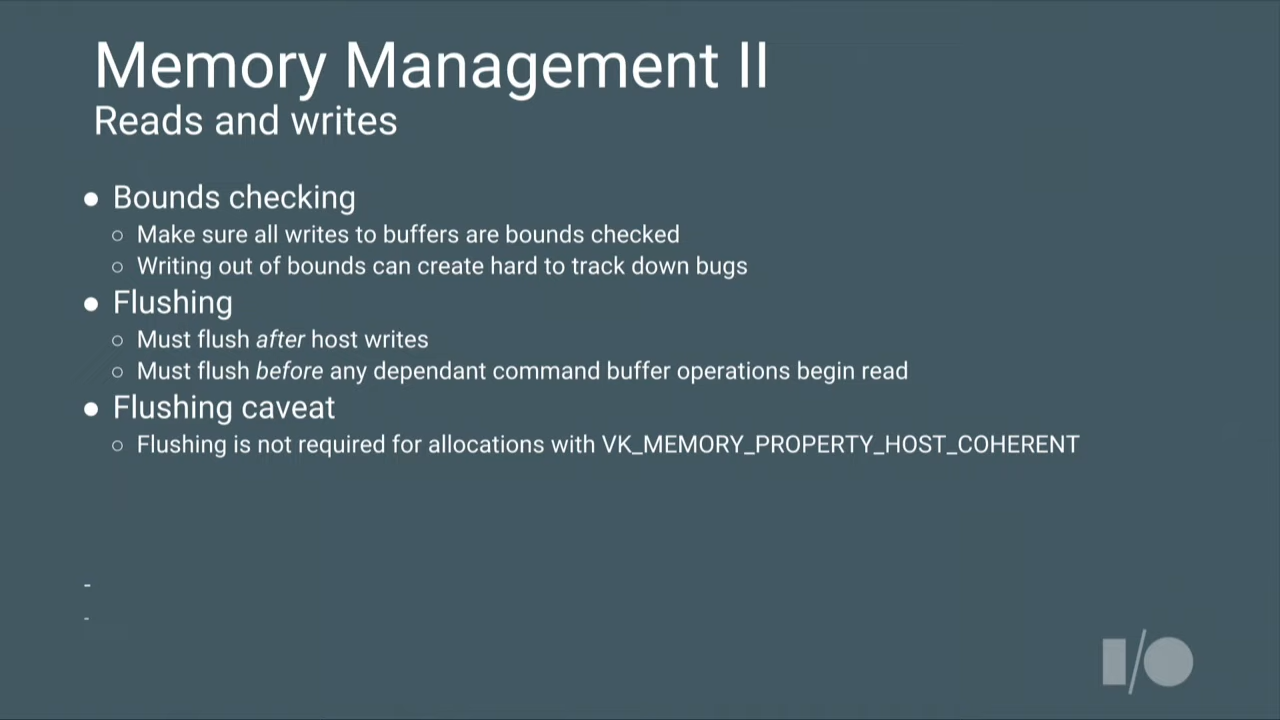 Memory Management II
Reads and writes
● Bounds checking
○ Make sure all writes to buffers are bounds checked
○ Writing out of bounds can create hard to track down bugs
● Flushing
○ Must flush after host writes
○ Must flush before any dependant command buffer operations begin read
● Flushing caveat
○ Flushing is not required for allocations with VK_MEMORY_PROPERTY_HOST_COHERENT
-
-
I/O